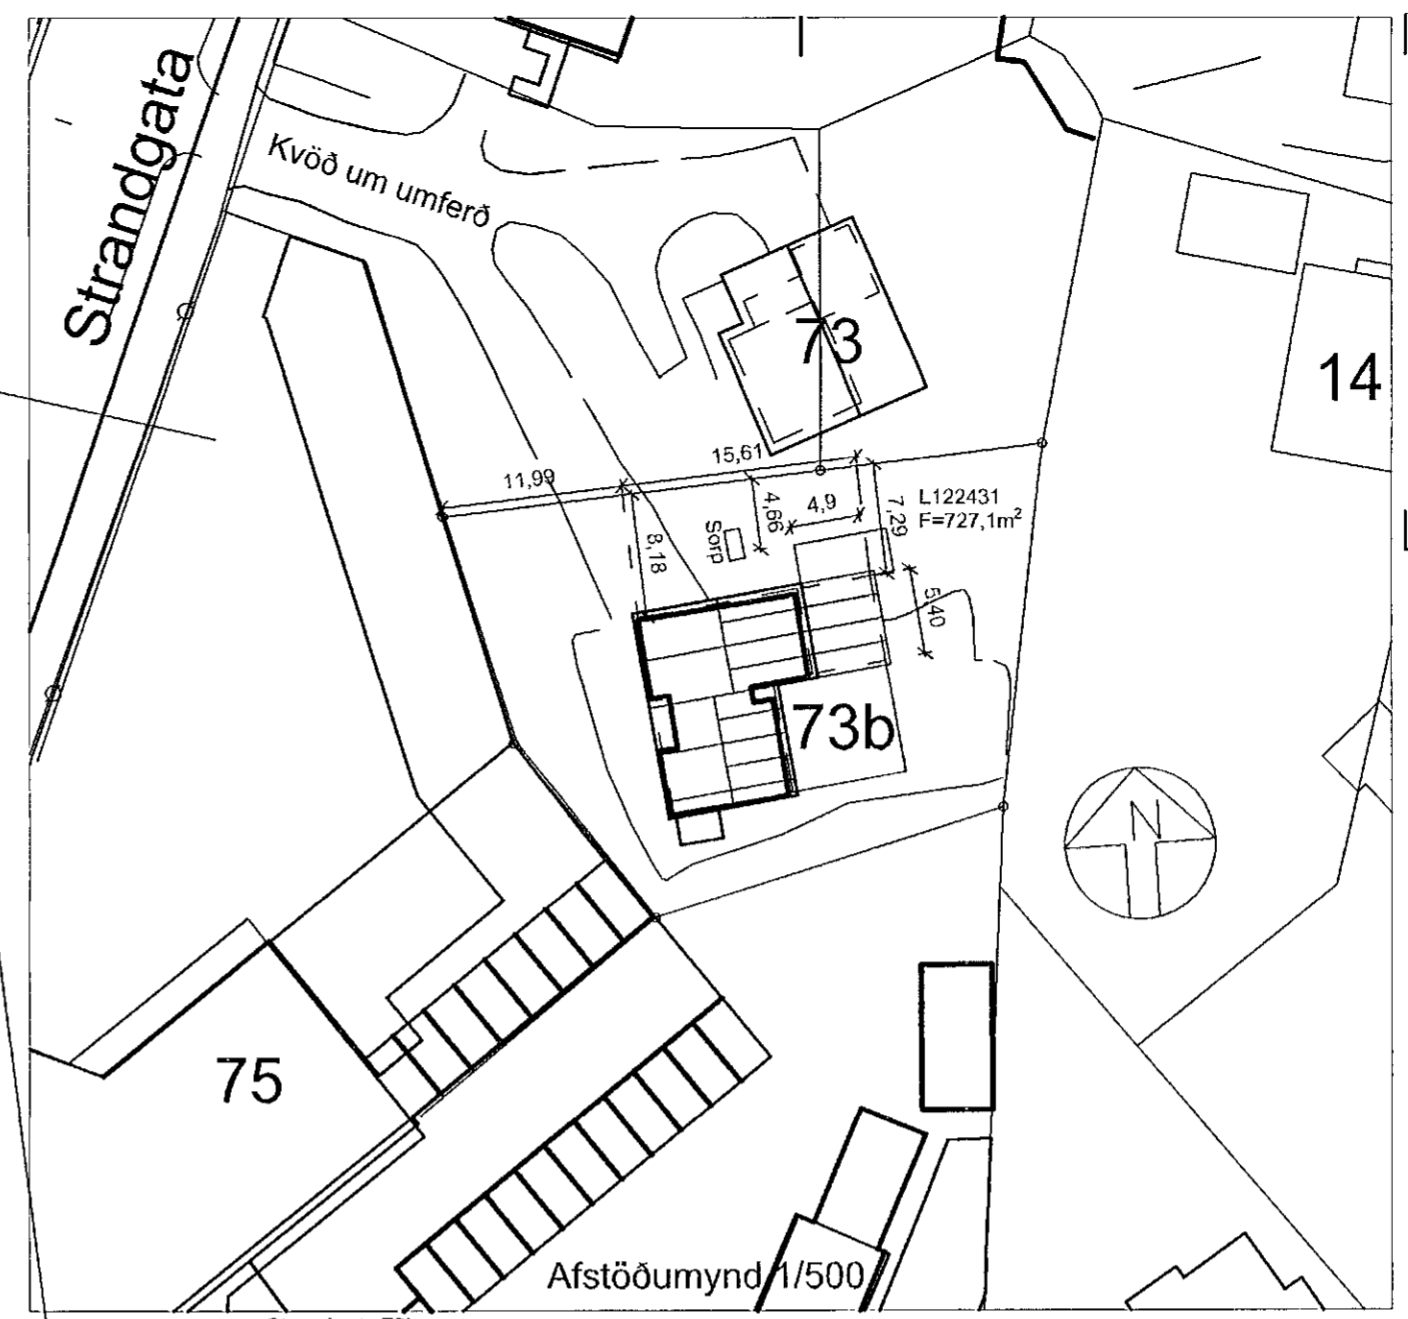 Strandgata
Kvöð um umferð
73
14
15,61
11,99
4,66
4,9
7,29
L122431
F=727,1m²
Sorp
8,18
5,40
73b
N
75
Afstöðumynd 1/500